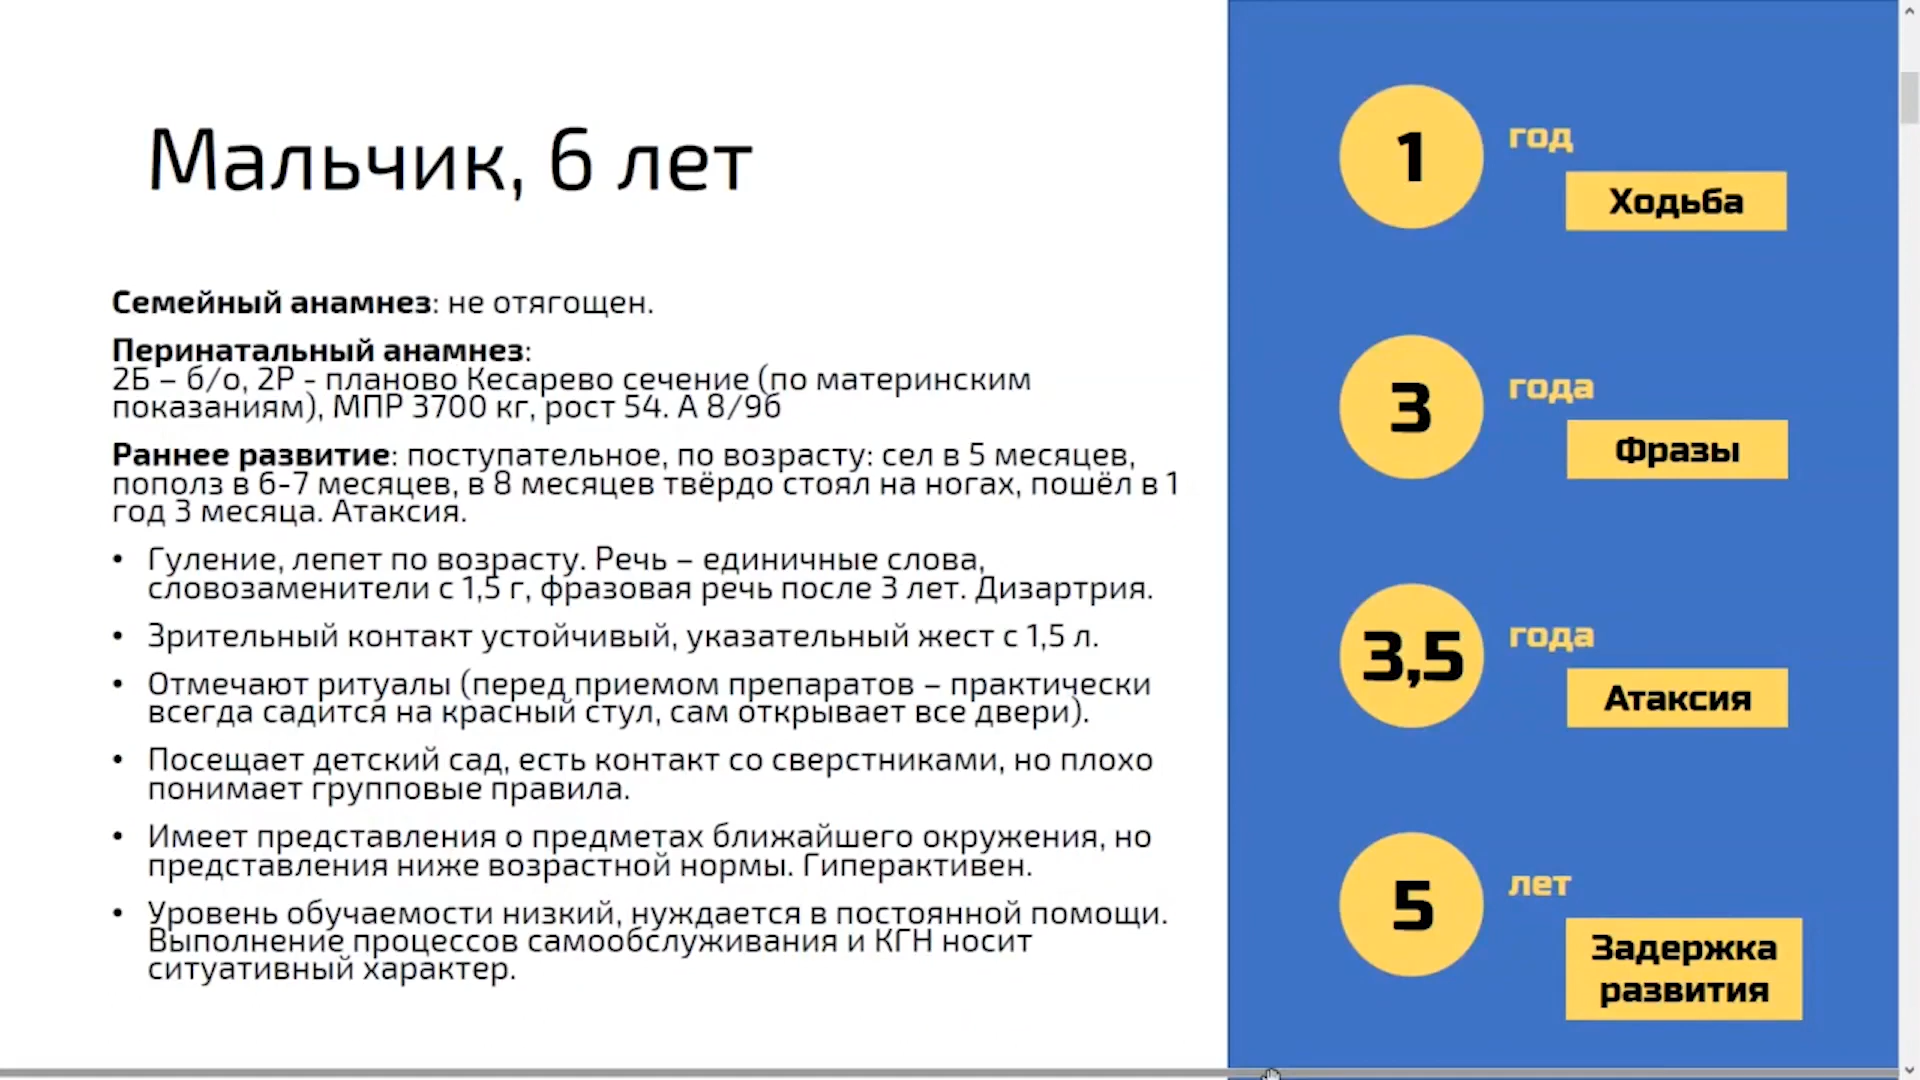 Мальчик, 6 лет
Семейный анамнез: не отягощен.
Перинатальный анамнез:
2Б – б/о, 2Р - планово Кесарево сечение (по материнским
показаниям), МПР 3700 кг, рост 54. А 8/9б
Раннее развитие: поступательное, по возрасту: сел в 5 месяцев,
пополз в 6-7 месяцев, в 8 месяцев твёрдо стоял на ногах, пошёл в 1
год 3 месяца. Атаксия.
• Гуление, лепет по возрасту. Речь – единичные слова,
словозаменители с 1,5 г, фразовая речь после 3 лет. Дизартрия.
• Зрительный контакт устойчивый, указательный жест с 1,5 л.
• Отмечают ритуалы (перед приемом препаратов – практически
всегда садится на красный стул, сам открывает все двери).
• Посещает детский сад, есть контакт со сверстниками, но плохо
понимает групповые правила.
• Имеет представления о предметах ближайшего окружения, но
представления ниже возрастной нормы. Гиперактивен.
• Уровень обучаемости низкий, нуждается в постоянной помощи.
Выполнение процессов самообслуживания и КГН носит
ситуативный характер.
1 год
Ходьба
3 года
Фразы
3,5 года
Атаксия
5 лет
Задержка
развития